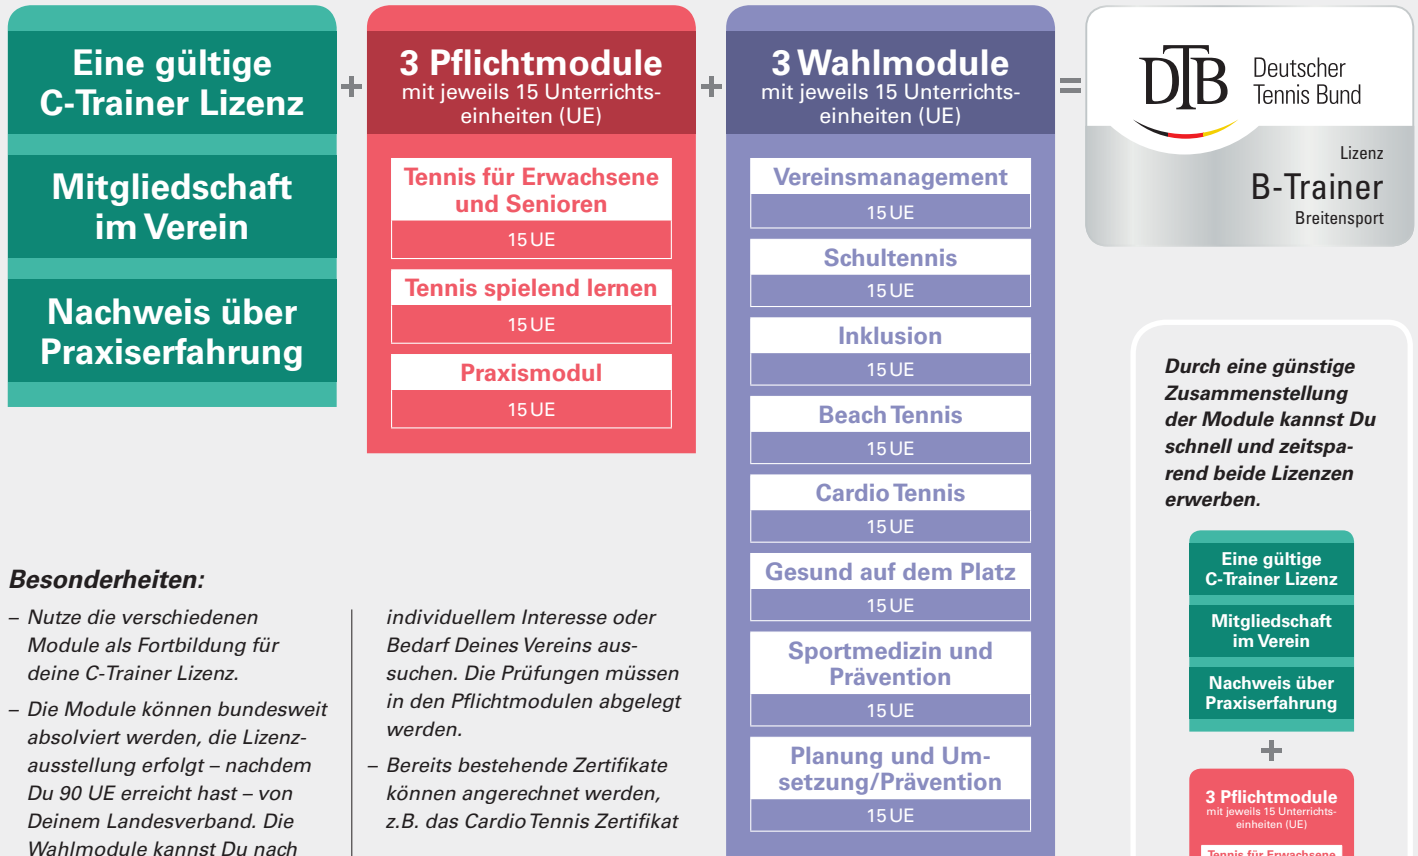 Eine gültige
C-Trainer Lizenz
Mitgliedschaft
im Verein
Nachweis über
Praxiserfahrung
+
3 Pflichtmodule
mit jeweils 15 Unterrichts-
einheiten (UE)
Tennis für Erwachsene
und Senioren
15 UE
Tennis spielend lernen
15 UE
Praxismodul
15 UE
+
3 Wahlmodule
mit jeweils 15 Unterrichts-
einheiten (UE)
Vereinsmanagement
15 UE
Schultennis
15 UE
Inklusion
15 UE
Beach Tennis
15 UE
Cardio Tennis
15 UE
Gesund auf dem Platz
15 UE
Sportmedizin und
Prävention
15 UE
Planung und Um-
setzung/Prävention
15 UE
=
DTB
Deutscher
Tennis Bund
Lizenz
B-Trainer
Breitensport
Besonderheiten:
– Nutze die verschiedenen
Module als Fortbildung für
deine C-Trainer Lizenz.
– Die Module können bundesweit
absolviert werden, die Lizenz-
ausstellung erfolgt – nachdem
Du 90 UE erreicht hast – von
Deinem Landesverband. Die
Wahlmodule kannst Du nach
individuellem Interesse oder
Bedarf Deines Vereins aus-
suchen. Die Prüfungen müssen
in den Pflichtmodulen abgelegt
werden.
– Bereits bestehende Zertifikate
können angerechnet werden,
z.B. das Cardio Tennis Zertifikat
Durch eine günstige
Zusammenstellung
der Module kannst Du
schnell und zeitspa-
rend beide Lizenzen
erwerben.
Eine gültige
C-Trainer Lizenz
Mitgliedschaft
im Verein
Nachweis über
Praxiserfahrung
+
3 Pflichtmodule
mit jeweils 15 Unterrichts-
einheiten (UE)
Tennis für Erwachsene